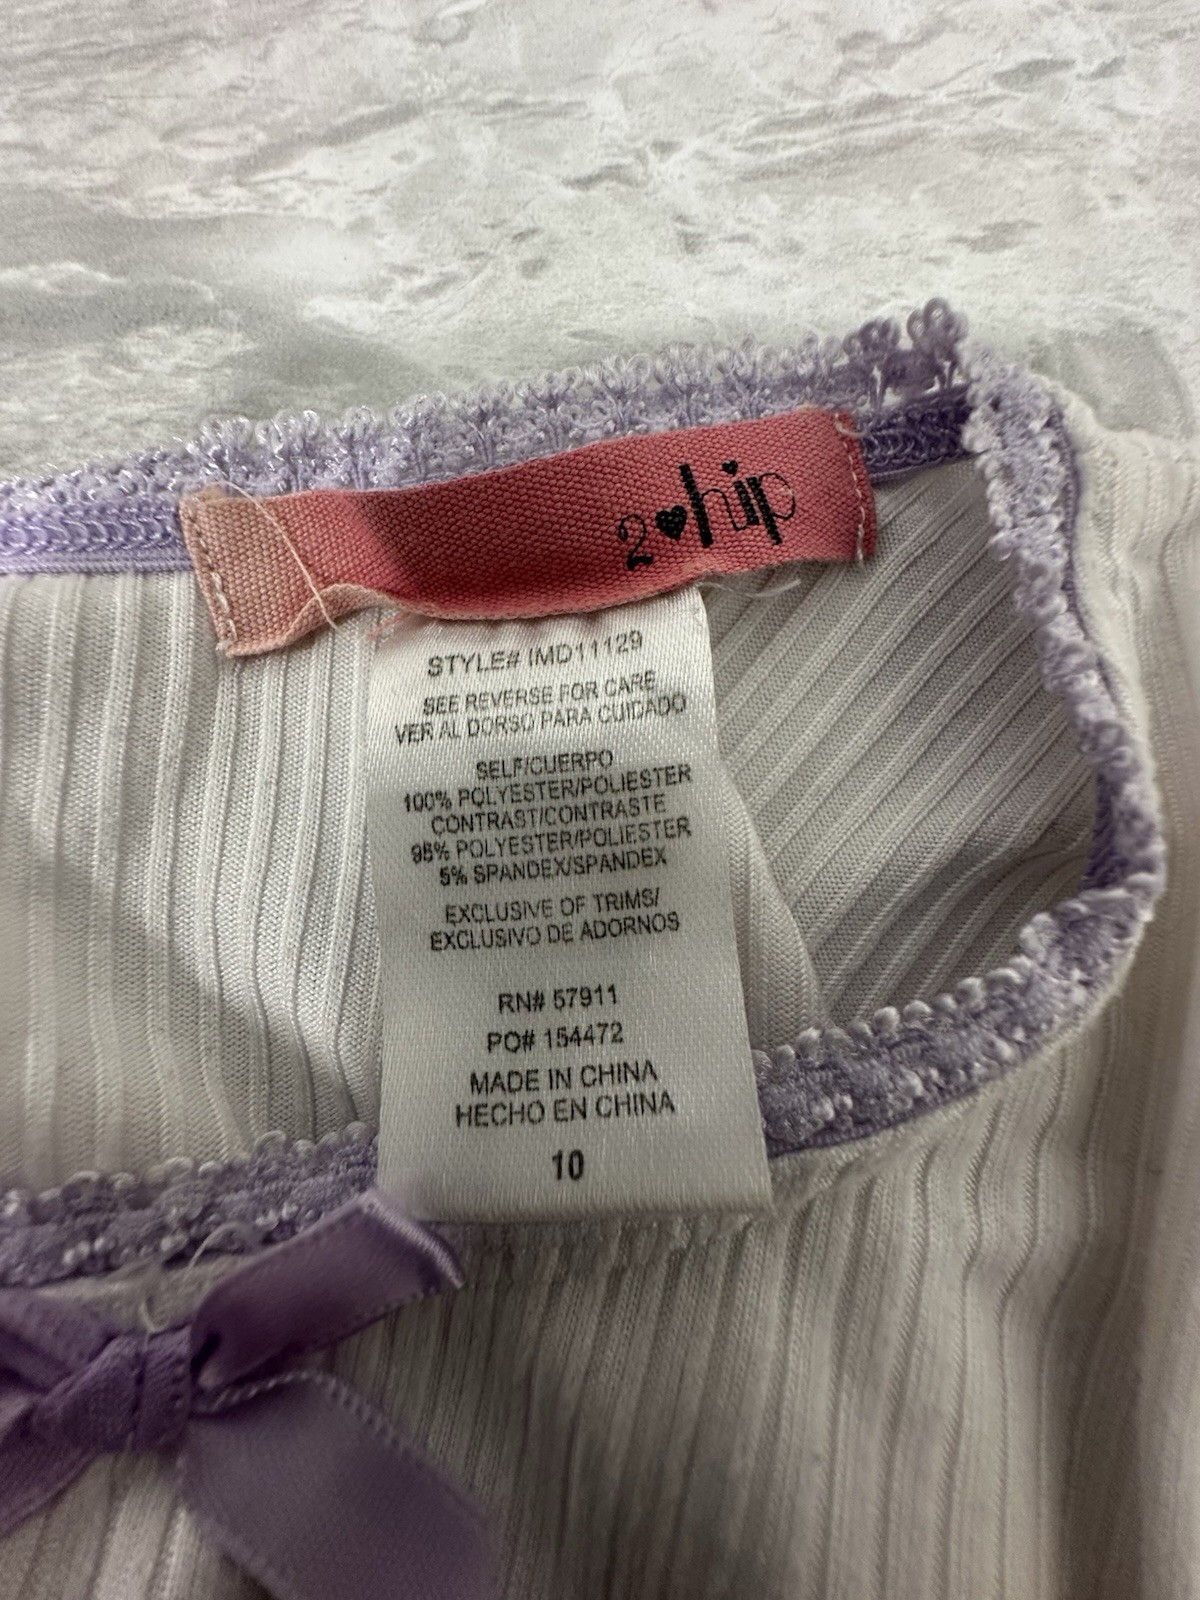 2♥hip
STYLE# IMD11129
SEE REVERSE FOR CARE
VER AL DORSO PARA CUIDADO
SELF/CUERPO
100% POLYESTER/POLIESTER
CONTRAST/CONTRASTE
95% POLYESTER/POLIESTER
5% SPANDEX/SPANDEX
EXCLUSIVE OF TRIMS/
EXCLUSIVO DE ADORNOS
RN# 57911
PO# 154472
MADE IN CHINA
HECHO EN CHINA
10